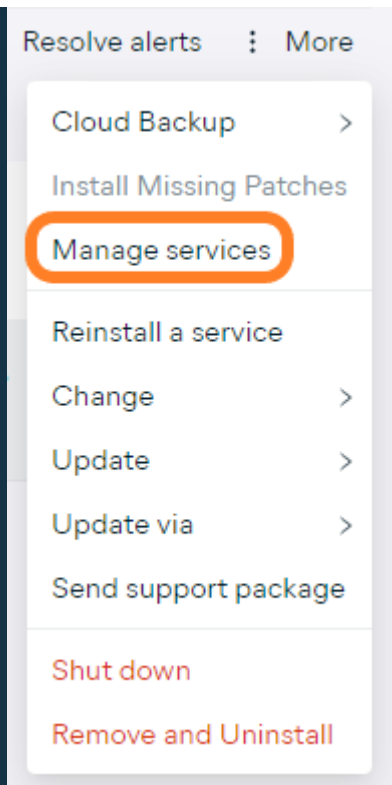 Resolve alerts ⋮ More
Cloud Backup >
Install Missing Patches
Manage services
Reinstall a service
Change >
Update >
Update via >
Send support package
Shut down
Remove and Uninstall